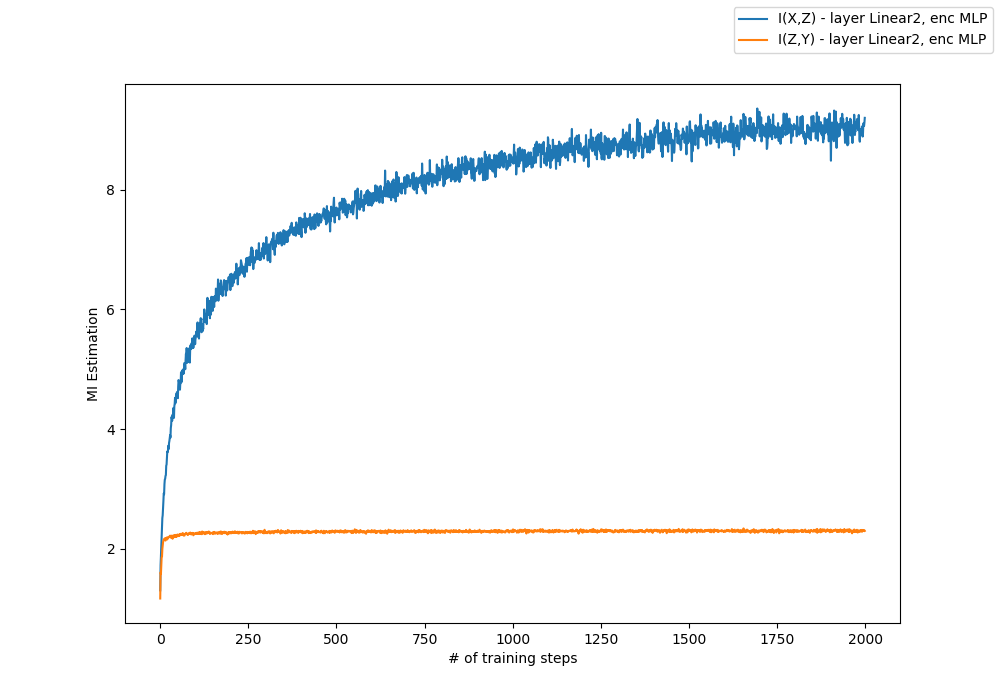 I(X,Z) - layer Linear2, enc MLP
I(Z,Y) - layer Linear2, enc MLP
8
6
4
2
MI Estimation
0 250 500 750 1000 1250 1500 1750 2000
# of training steps